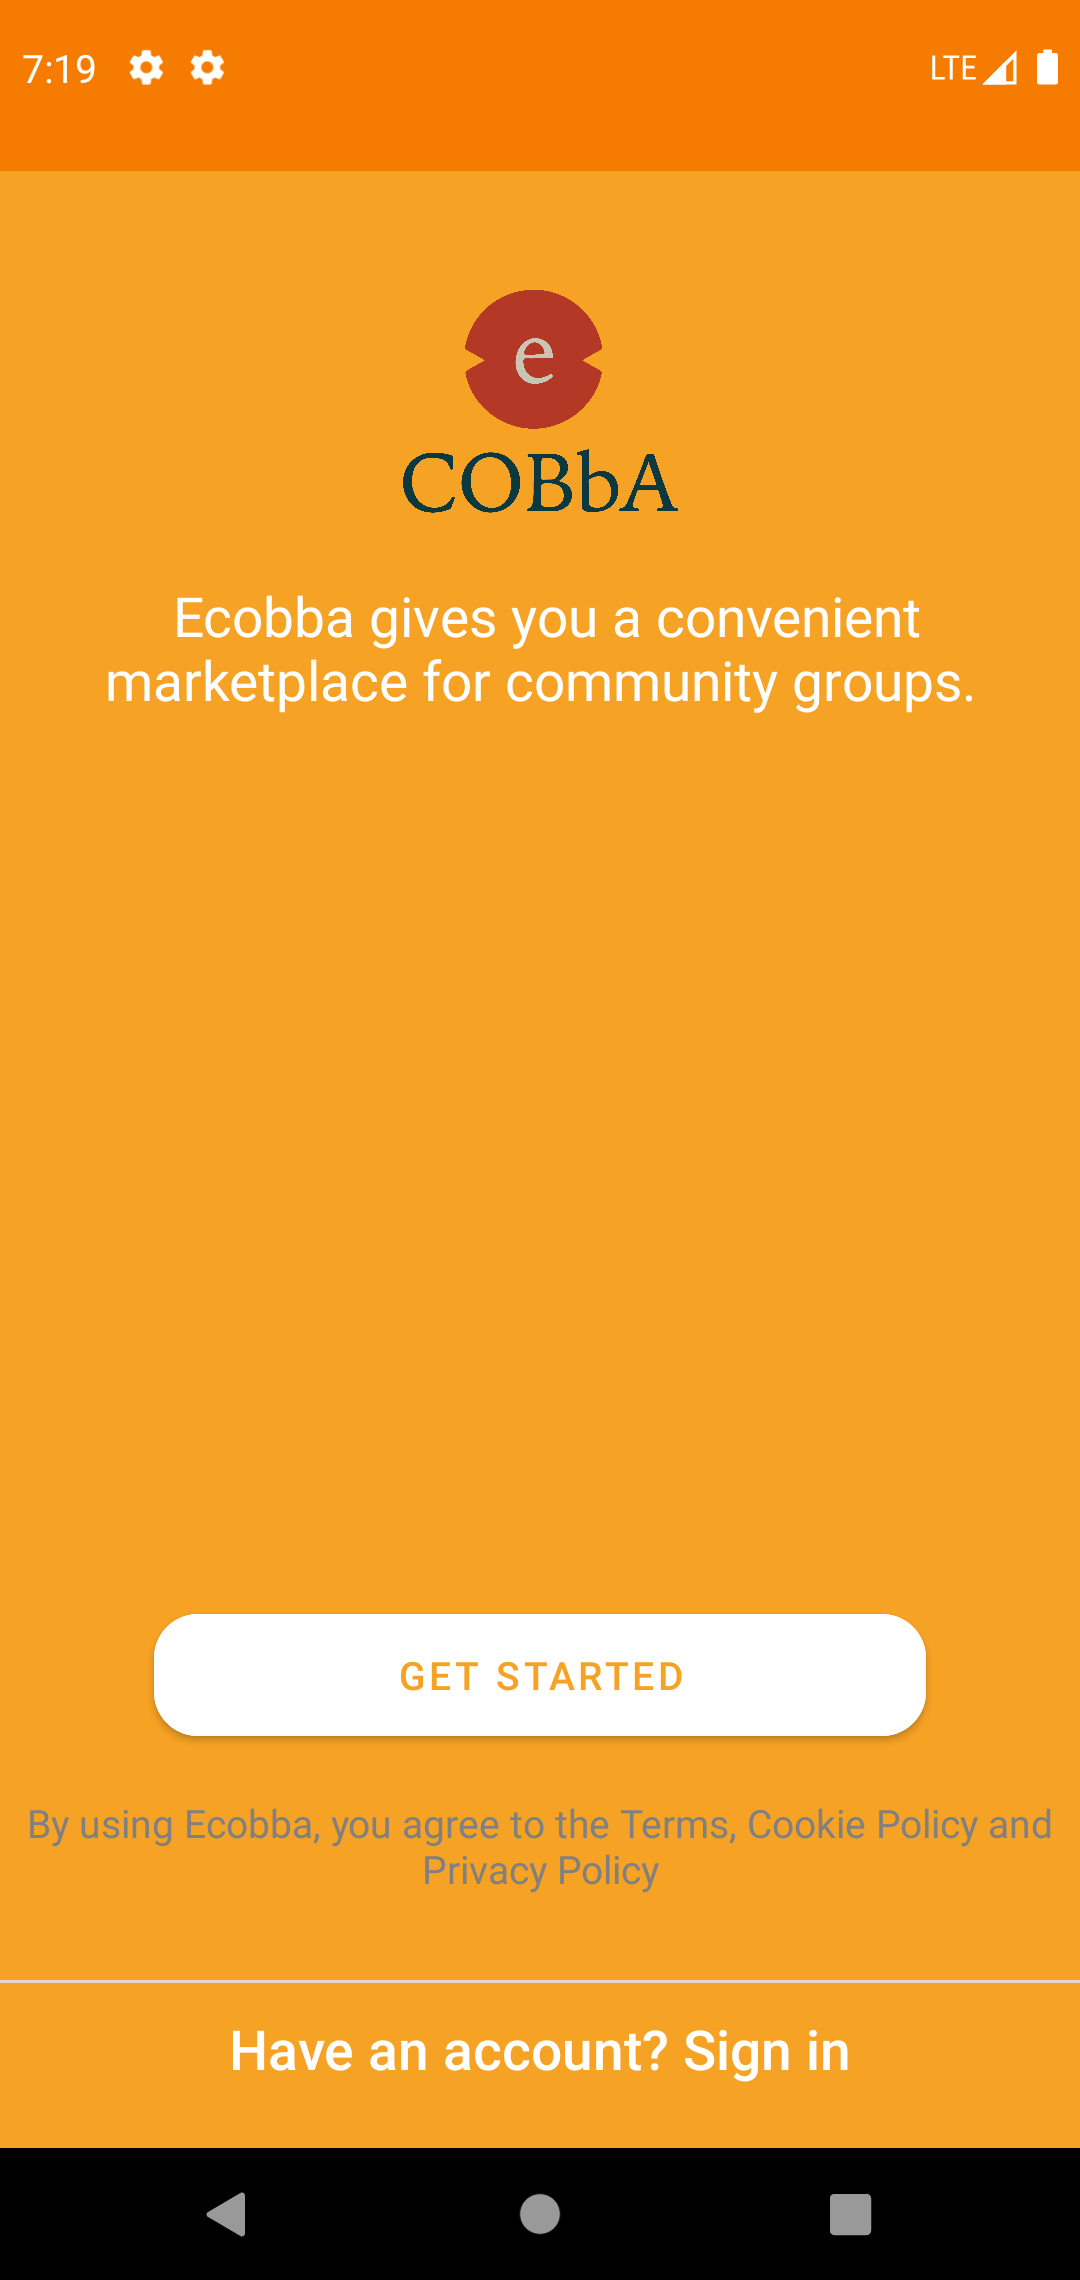 7:19
LTE
e
COBbA
Ecobba gives you a convenient
marketplace for community groups.
GET STARTED
By using Ecobba, you agree to the Terms, Cookie Policy and
Privacy Policy
Have an account? Sign in